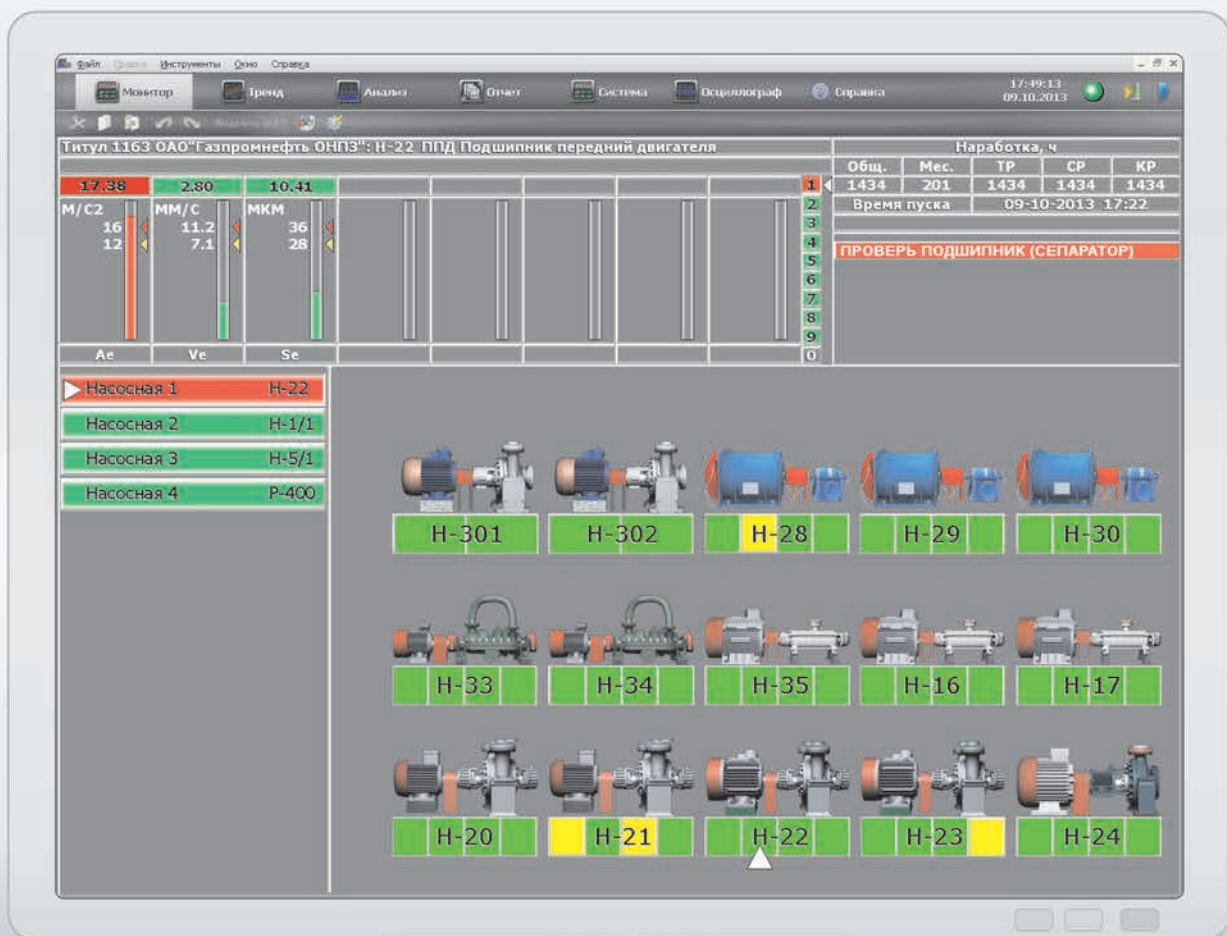 Файл Правка Инструменты Окно Справка
Монитор Тренд Анализ Отчет Система Осциллограф Справка 17:49:13
09.10.2013
Титул 1163 ОАО"Газпромнефть ОНПЗ": Н-22 ППД Подшипник передний двигателя
Наработка, ч
Общ. Мес. ТР СР КР
1434 201 1434 1434 1434
Время пуска 09-10-2013 17:22
ПРОВЕРЬ ПОДШИПНИК (СЕПАРАТОР)
17.38 2.80 10.41
М/С2 ММ/С МКМ
16 11.2 36
12 7.1 28
Ae Ve Se
1
2
3
4
5
6
7
8
9
0
Насосная 1 Н-22
Насосная 2 Н-1/1
Насосная 3 Н-5/1
Насосная 4 Р-400
Н-301 Н-302 Н-28 Н-29 Н-30
Н-33 Н-34 Н-35 Н-16 Н-17
Н-20 Н-21 Н-22 Н-23 Н-24